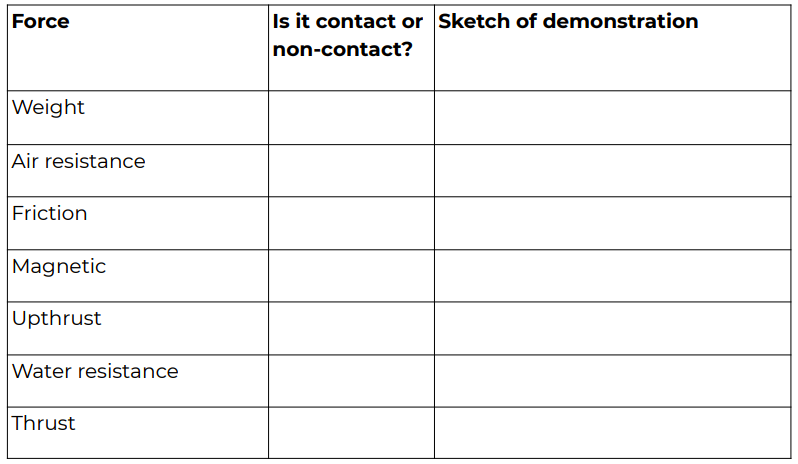 Force
Is it contact or
non-contact?
Sketch of demonstration
Weight
Air resistance
Friction
Magnetic
Upthrust
Water resistance
Thrust